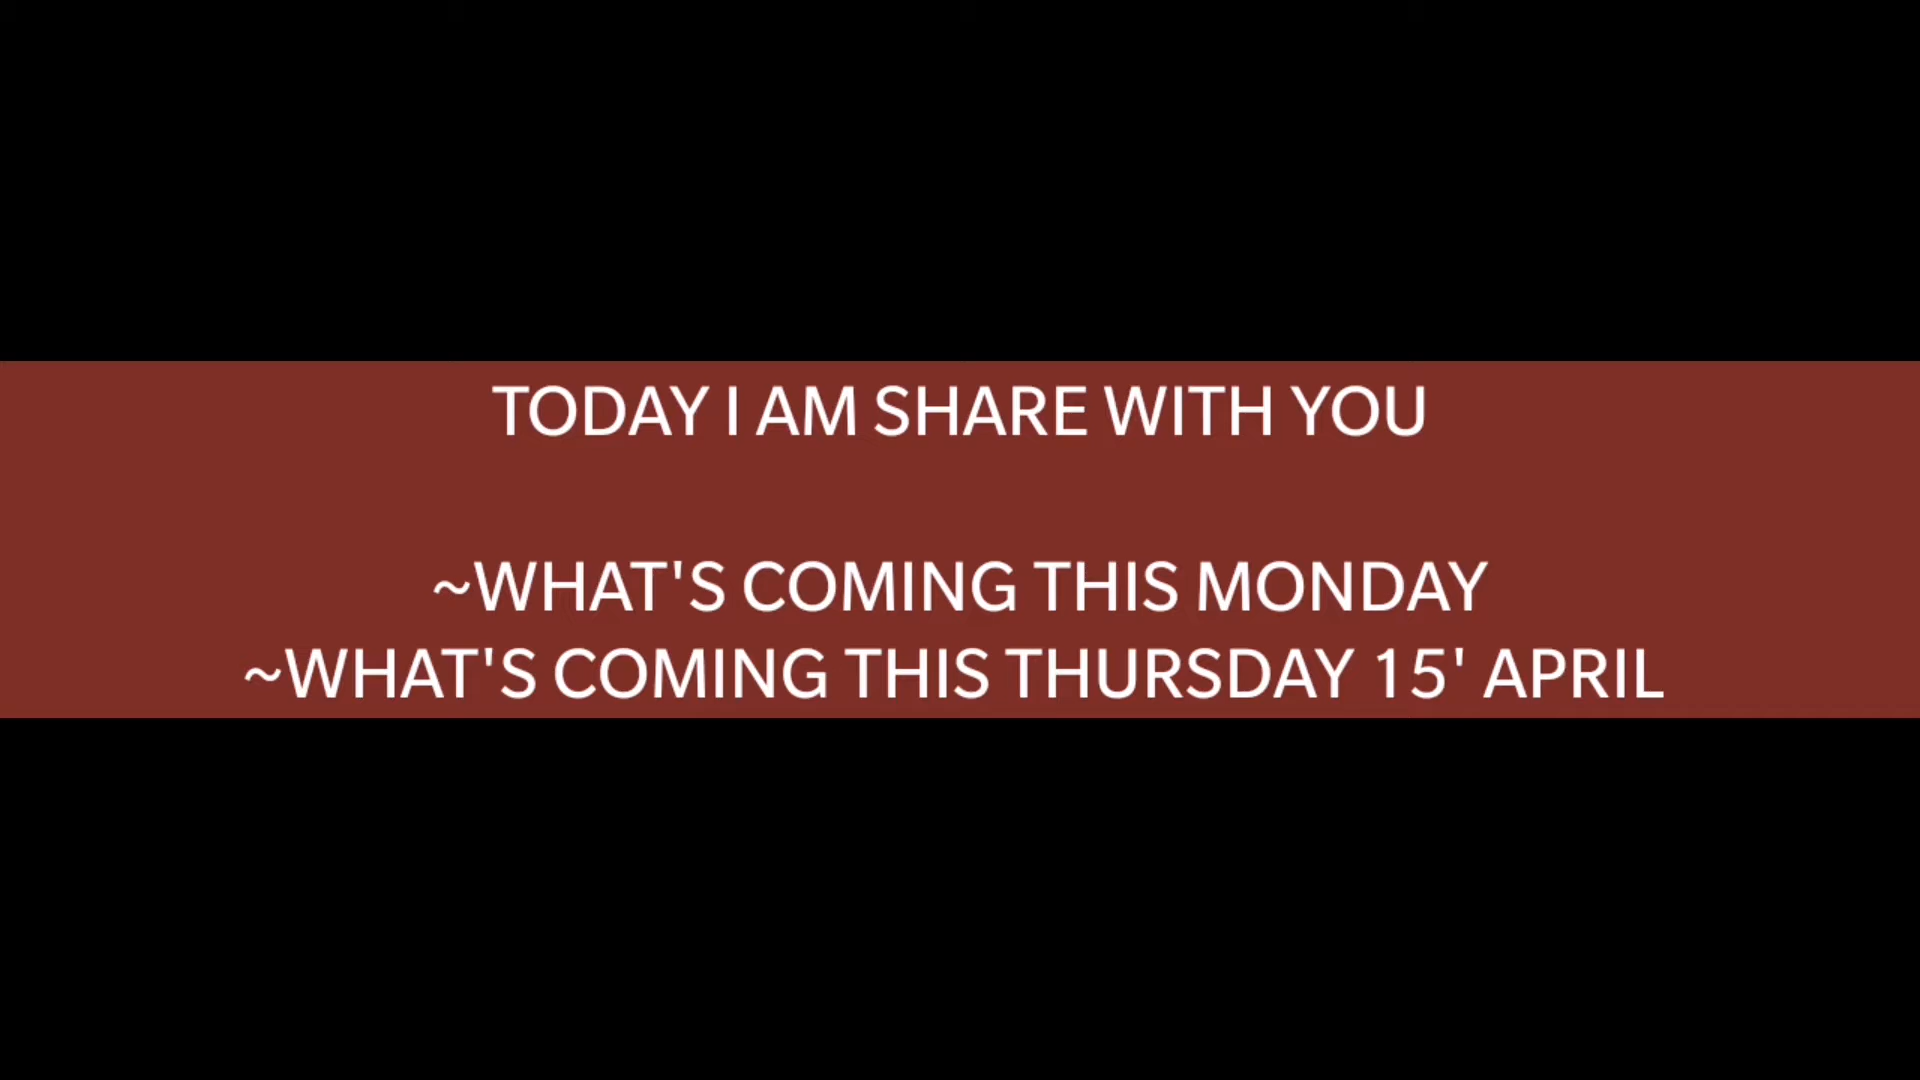 TODAY I AM SHARE WITH YOU
~WHAT'S COMING THIS MONDAY
~WHAT'S COMING THIS THURSDAY 15' APRIL